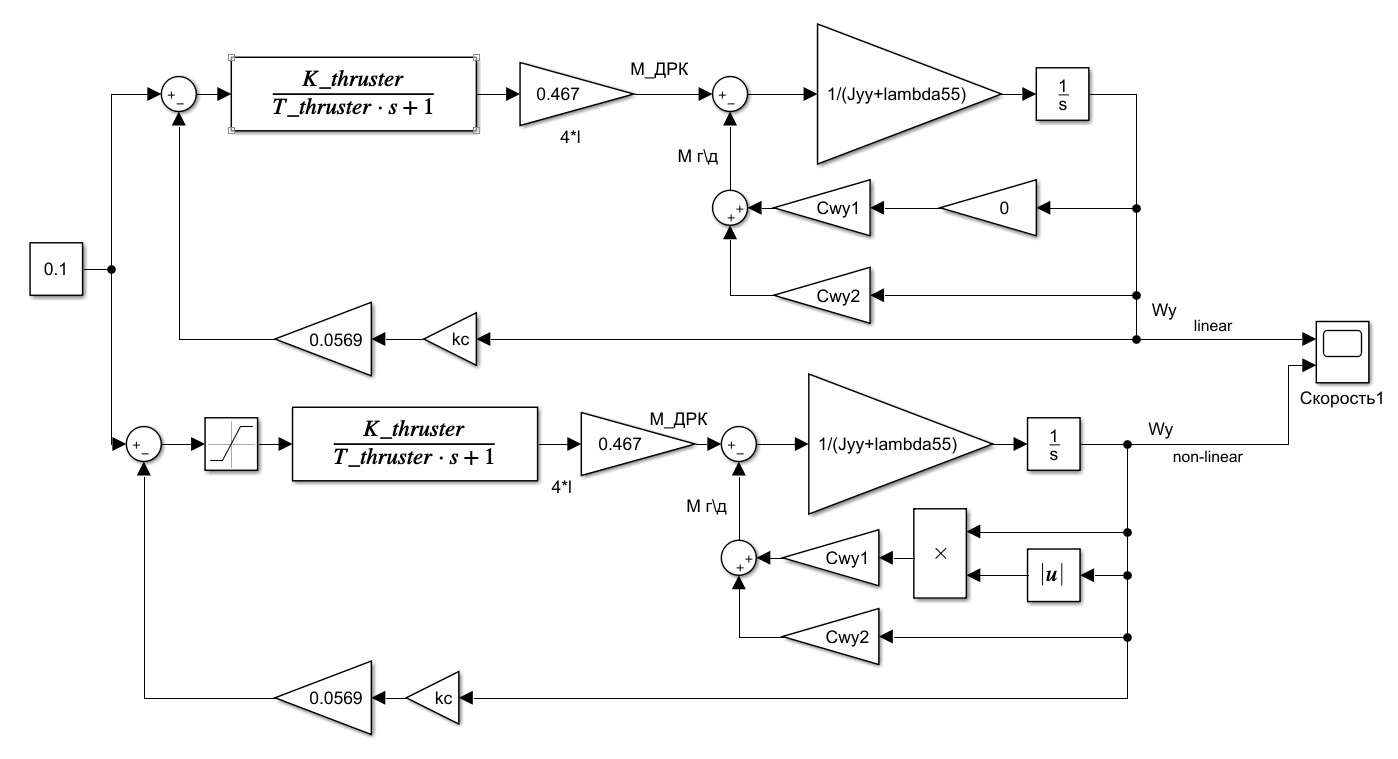 K_thruster
T_thruster · s + 1
0.467
4*l
М_ДРК
+
−
1/(Jyy+lambda55)
1
s
М г\д
+
+
Cwy1
0
Cwy2
0.1
+
−
0.0569
kc
Wy
linear
Скорость1
+
−
K_thruster
T_thruster · s + 1
0.467
4*l
М_ДРК
+
−
1/(Jyy+lambda55)
1
s
Wy
non-linear
М г\д
+
+
Cwy1
×
|u|
Cwy2
0.0569
kc